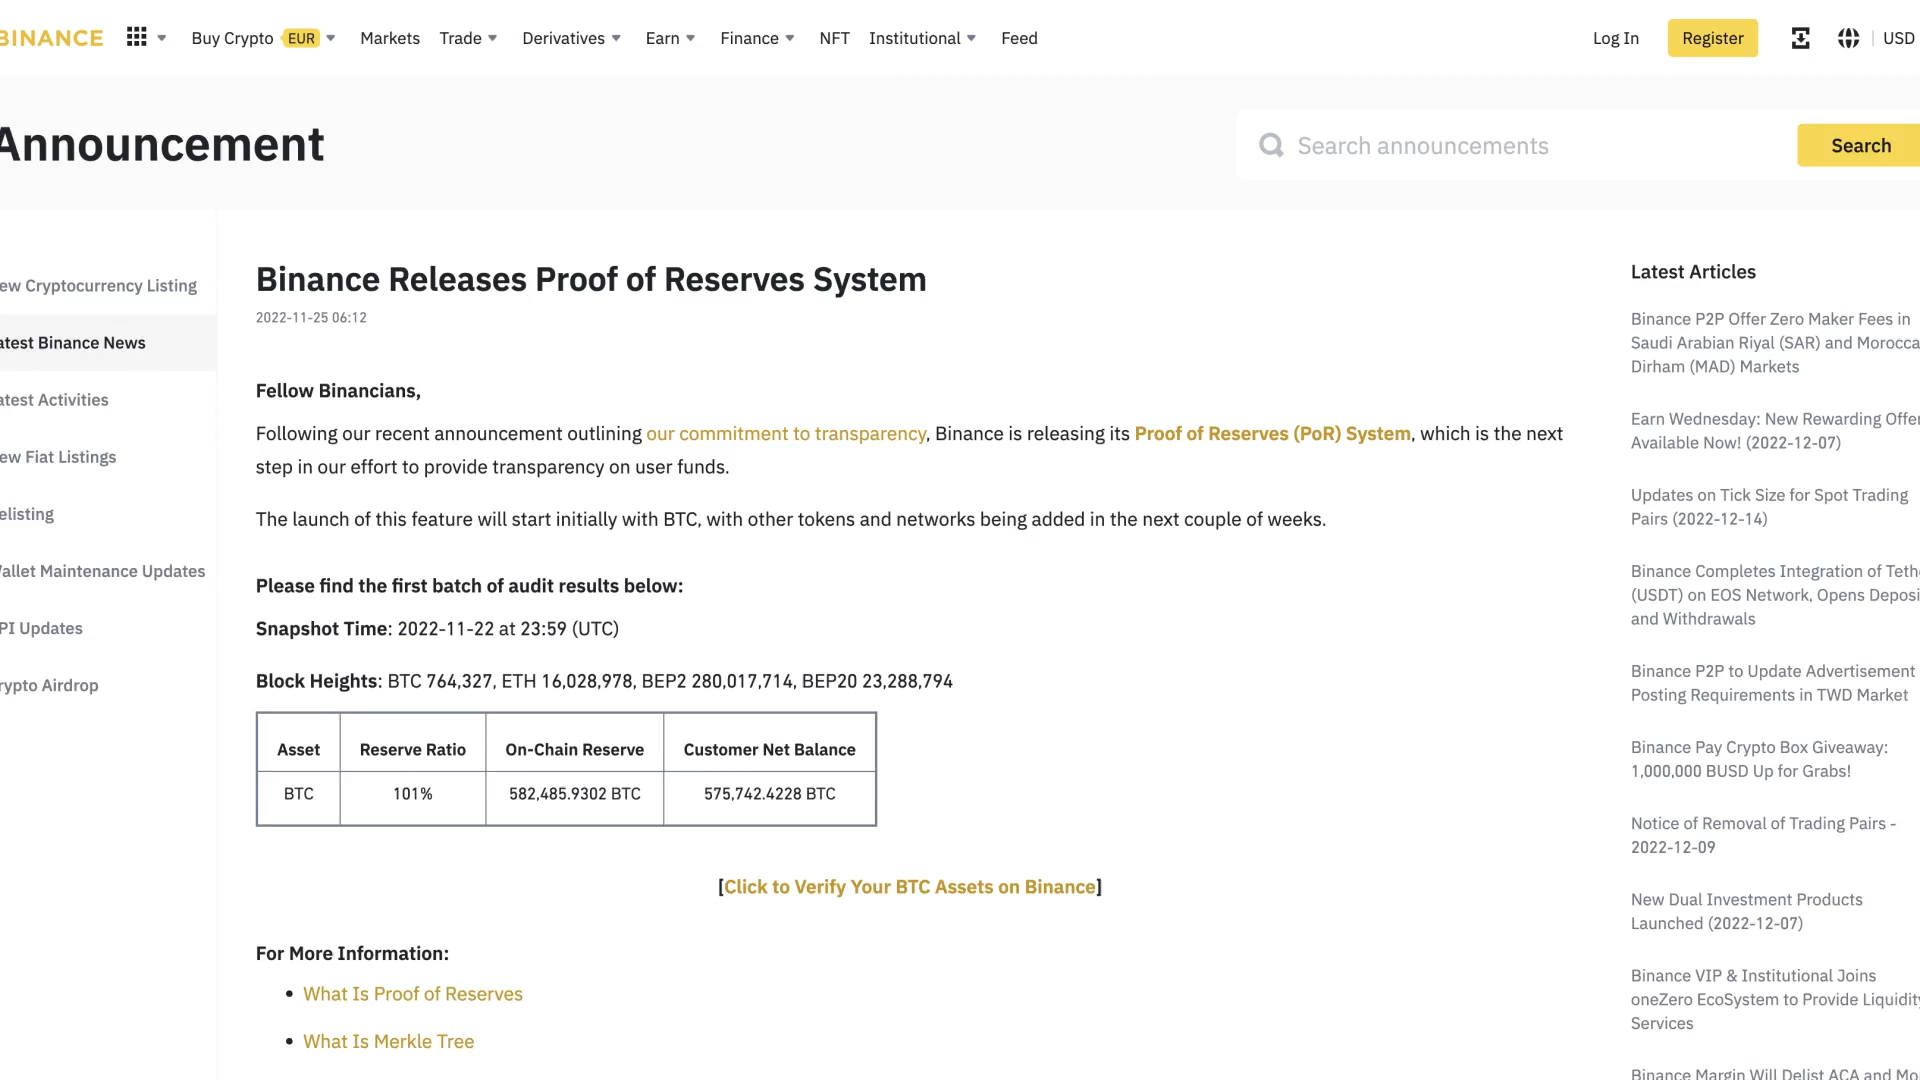 BINANCE
Buy Crypto EUR
Markets
Trade
Derivatives
Earn
Finance
NFT
Institutional
Feed
Log In
Register
USD
Announcement
Search announcements
Search
ew Cryptocurrency Listing
atest Binance News
atest Activities
ew Fiat Listings
elisting
allet Maintenance Updates
PI Updates
rypto Airdrop
Binance Releases Proof of Reserves System
2022-11-25 06:12
Fellow Binancians,
Following our recent announcement outlining our commitment to transparency, Binance is releasing its Proof of Reserves (PoR) System, which is the next
step in our effort to provide transparency on user funds.
The launch of this feature will start initially with BTC, with other tokens and networks being added in the next couple of weeks.
Please find the first batch of audit results below:
Snapshot Time: 2022-11-22 at 23:59 (UTC)
Block Heights: BTC 764,327, ETH 16,028,978, BEP2 280,017,714, BEP20 23,288,794
Asset Reserve Ratio On-Chain Reserve Customer Net Balance
BTC 101% 582,485.9302 BTC 575,742.4228 BTC
[Click to Verify Your BTC Assets on Binance]
For More Information:
• What Is Proof of Reserves
• What Is Merkle Tree
Latest Articles
Binance P2P Offer Zero Maker Fees in
Saudi Arabian Riyal (SAR) and Morocca
Dirham (MAD) Markets
Earn Wednesday: New Rewarding Offer
Available Now! (2022-12-07)
Updates on Tick Size for Spot Trading
Pairs (2022-12-14)
Binance Completes Integration of Teth
(USDT) on EOS Network, Opens Deposi
and Withdrawals
Binance P2P to Update Advertisement
Posting Requirements in TWD Market
Binance Pay Crypto Box Giveaway:
1,000,000 BUSD Up for Grabs!
Notice of Removal of Trading Pairs -
2022-12-09
New Dual Investment Products
Launched (2022-12-07)
Binance VIP & Institutional Joins
oneZero EcoSystem to Provide Liquidity
Services
Binance Margin Will Delist ACA and Mo